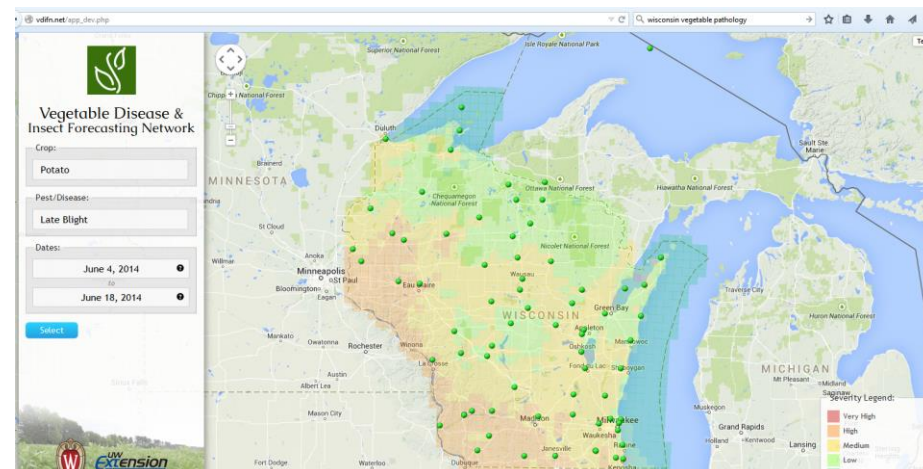 vdifn.net/app_dev.php
wisconsin vegetable pathology
Vegetable Disease &
Insect Forecasting Network
Crop:
Potato
Pest/Disease:
Late Blight
Dates:
June 4, 2014
to
June 18, 2014
Select
UW
Extension
Superior National Forest
Isle Royale National Park
Duluth
Brainerd
MINNESOTA
Chequamegon
National Forest
Ottawa National Forest
Hiawatha National Forest
Sault Ste
Marie
St Cloud
Nicolet National Forest
Willmar
Anoka
Minneapolis
St Paul
Bloomington
Eagan
Eau Claire
Wausau
Green Bay
Traverse City
WISCONSIN
Appleton
Huron National Forest
Mankato
Owatonna
Rochester
Winona
Oshkosh
Manitowoc
La Crosse
Fond du Lac
Sheboygan
MICHIGAN
Austin
Albert Lea
Mt Pleasant
Midland
Saginaw
Mason City
Muskegon
Severity Legend:
Very High
High
Medium
Low
Madison
Milwaukee
Waukesha
Grand Rapids
Holland
Kentwood
Lansing
Janesville
Racine
Kenosha
Fort Dodge
Waterloo
Dubuque